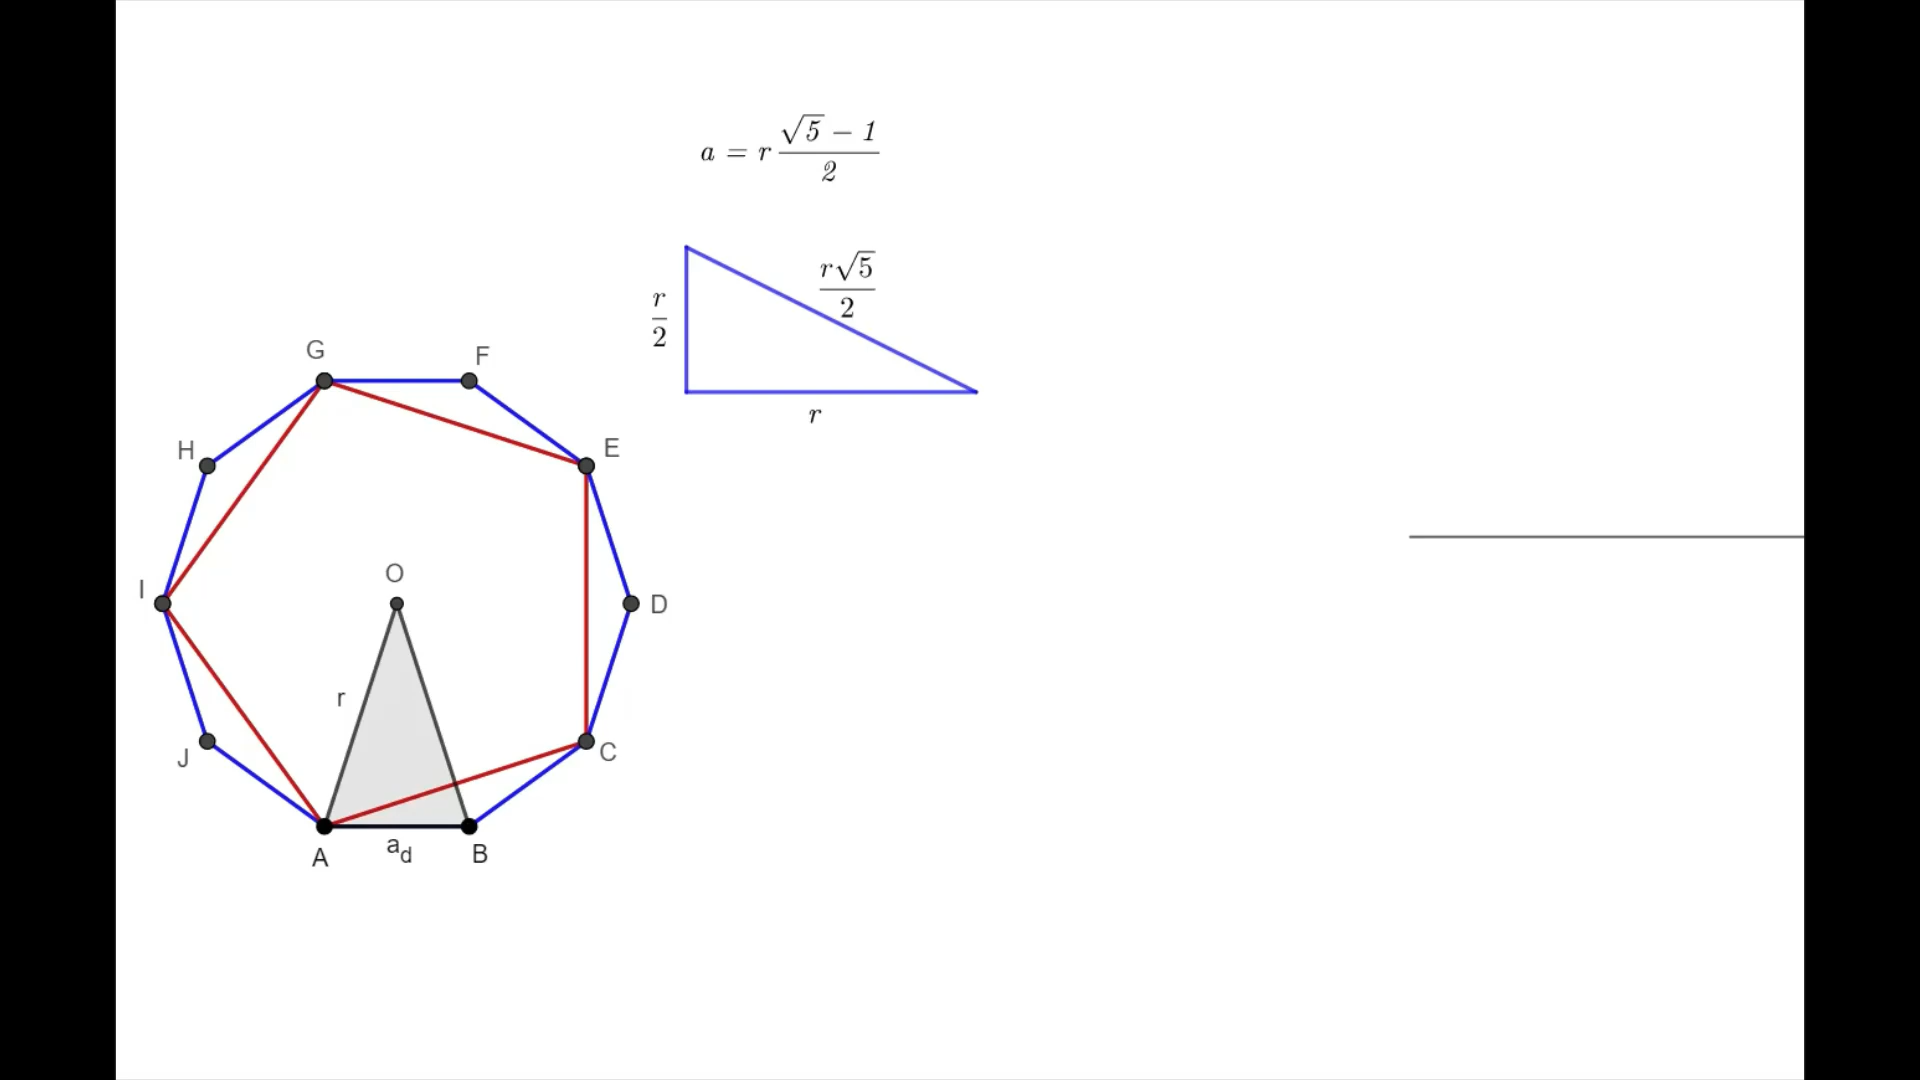 a = r (√5 − 1)/2
r√5/2
r/2
r
G
F
H
E
I
O
D
r
J
C
A
a_d
B